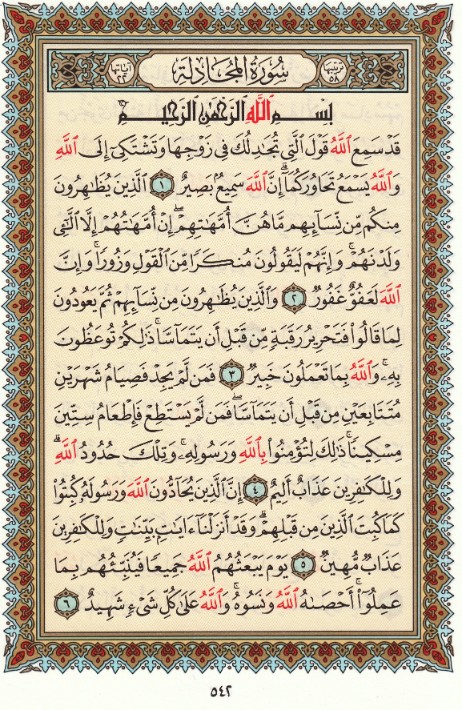 ترتيبها ٥٨ سُورَةُ المُجَادلَة آياتها ٢٢
بِسْمِ ٱللَّهِ ٱلرَّحْمَٰنِ ٱلرَّحِيمِ
قَدْ سَمِعَ ٱللَّهُ قَوْلَ ٱلَّتِي تُجَٰدِلُكَ فِي زَوْجِهَا وَتَشْتَكِيٓ إِلَى ٱللَّهِ
وَٱللَّهُ يَسْمَعُ تَحَاوُرَكُمَآۚ إِنَّ ٱللَّهَ سَمِيعٌۢ بَصِيرٌ ١ ٱلَّذِينَ يُظَٰهِرُونَ
مِنكُم مِّن نِّسَآئِهِم مَّا هُنَّ أُمَّهَٰتِهِمْۖ إِنْ أُمَّهَٰتُهُمْ إِلَّا ٱلَّٰٓـِٔي
وَلَدْنَهُمْۚ وَإِنَّهُمْ لَيَقُولُونَ مُنكَرًا مِّنَ ٱلْقَوْلِ وَزُورًاۚ وَإِنَّ
ٱللَّهَ لَعَفُوٌّ غَفُورٌ ٢ وَٱلَّذِينَ يُظَٰهِرُونَ مِن نِّسَآئِهِمْ ثُمَّ يَعُودُونَ
لِمَا قَالُوا۟ فَتَحْرِيرُ رَقَبَةٍ مِّن قَبْلِ أَن يَتَمَآسَّاۚ ذَٰلِكُمْ تُوعَظُونَ
بِهِۦۚ وَٱللَّهُ بِمَا تَعْمَلُونَ خَبِيرٌ ٣ فَمَن لَّمْ يَجِدْ فَصِيَامُ شَهْرَيْنِ
مُتَتَابِعَيْنِ مِن قَبْلِ أَن يَتَمَآسَّاۖ فَمَن لَّمْ يَسْتَطِعْ فَإِطْعَامُ سِتِّينَ
مِسْكِينًاۚ ذَٰلِكَ لِتُؤْمِنُوا۟ بِٱللَّهِ وَرَسُولِهِۦۚ وَتِلْكَ حُدُودُ ٱللَّهِۗ
وَلِلْكَٰفِرِينَ عَذَابٌ أَلِيمٌ ٤ إِنَّ ٱلَّذِينَ يُحَآدُّونَ ٱللَّهَ وَرَسُولَهُۥ كُبِتُوا۟
كَمَا كُبِتَ ٱلَّذِينَ مِن قَبْلِهِمْۚ وَقَدْ أَنزَلْنَآ ءَايَٰتٍۭ بَيِّنَٰتٍۚ وَلِلْكَٰفِرِينَ
عَذَابٌ مُّهِينٌ ٥ يَوْمَ يَبْعَثُهُمُ ٱللَّهُ جَمِيعًا فَيُنَبِّئُهُم بِمَا
عَمِلُوٓا۟ۚ أَحْصَىٰهُ ٱللَّهُ وَنَسُوهُۚ وَٱللَّهُ عَلَىٰ كُلِّ شَيْءٍ شَهِيدٌ ٦
٥٤٢